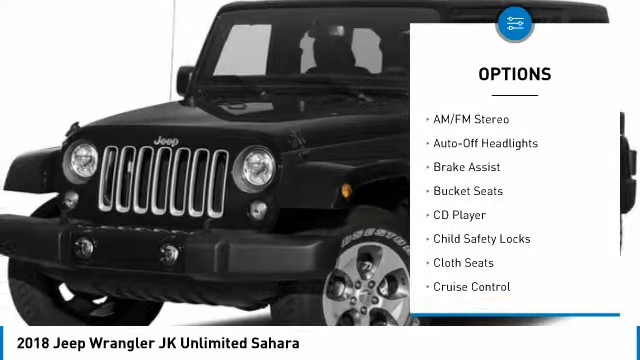 OPTIONS
AM/FM Stereo
Auto-Off Headlights
Brake Assist
Bucket Seats
CD Player
Child Safety Locks
Cloth Seats
Cruise Control
Jeep
2018 Jeep Wrangler JK Unlimited Sahara